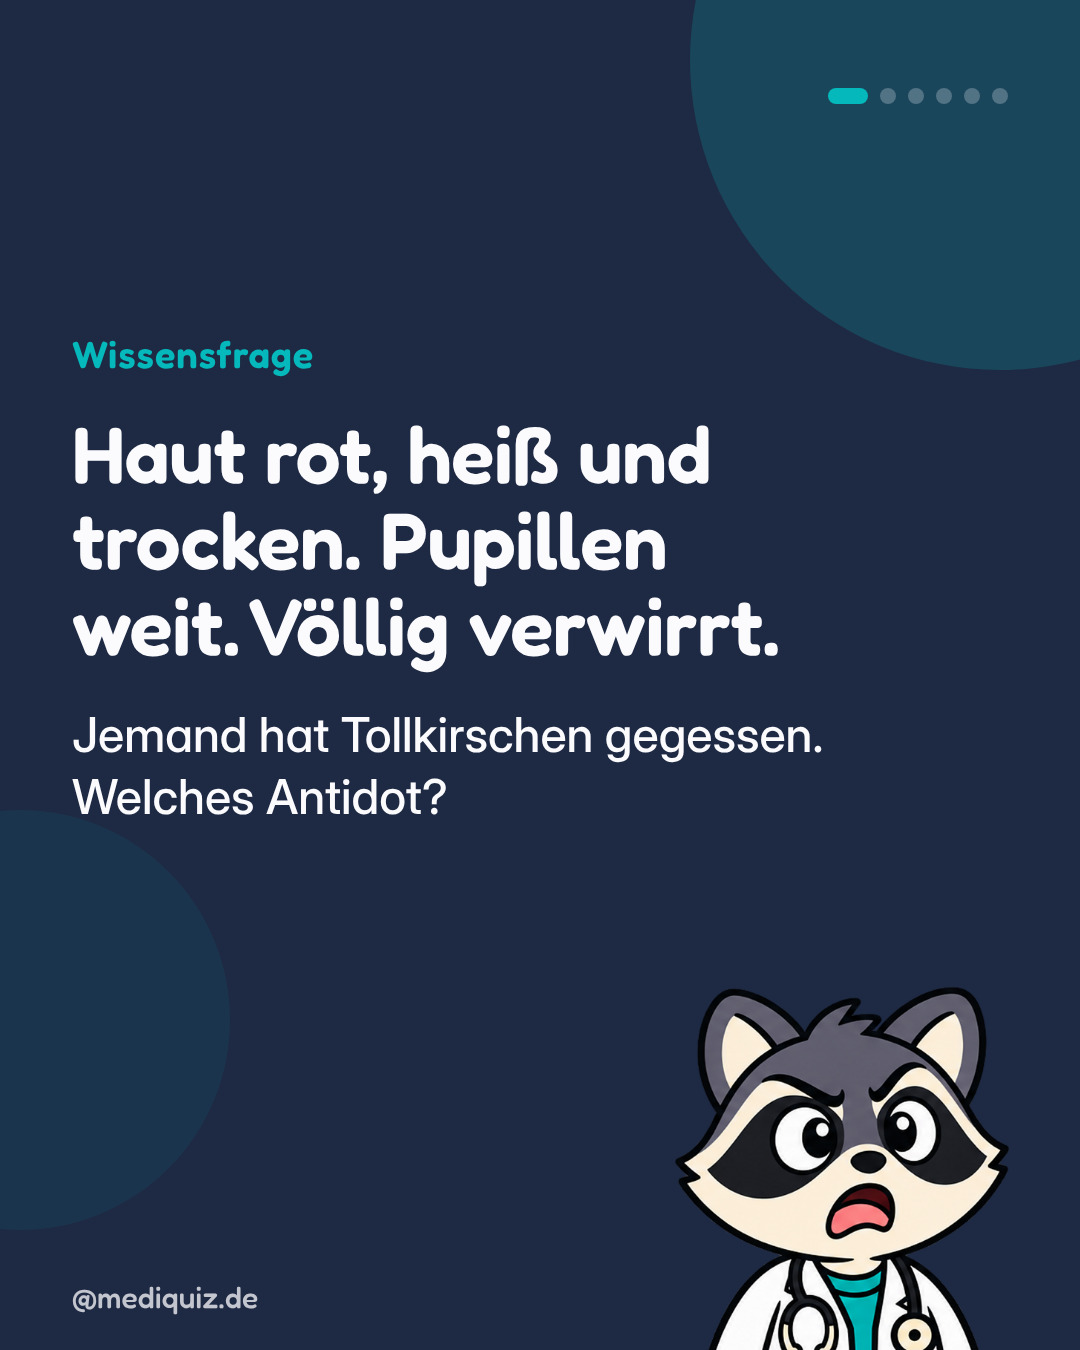 Wissensfrage
Haut rot, heiß und
trocken. Pupillen
weit. Völlig verwirrt.
Jemand hat Tollkirschen gegessen.
Welches Antidot?
@mediquiz.de